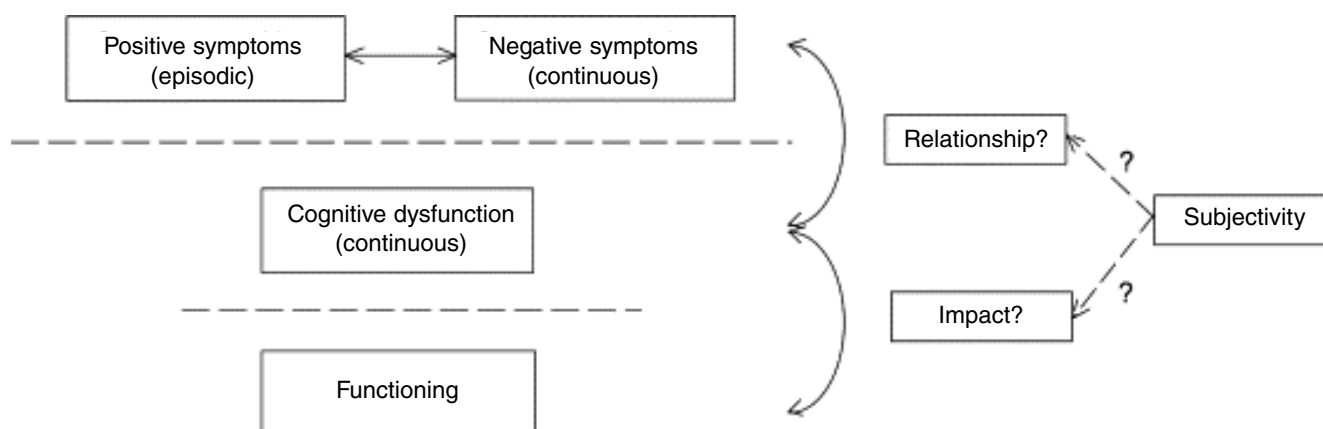 Positive symptoms
(episodic)
Negative symptoms
(continuous)
Relationship?
?
Cognitive dysfunction
(continuous)
Subjectivity
?
Impact?
Functioning